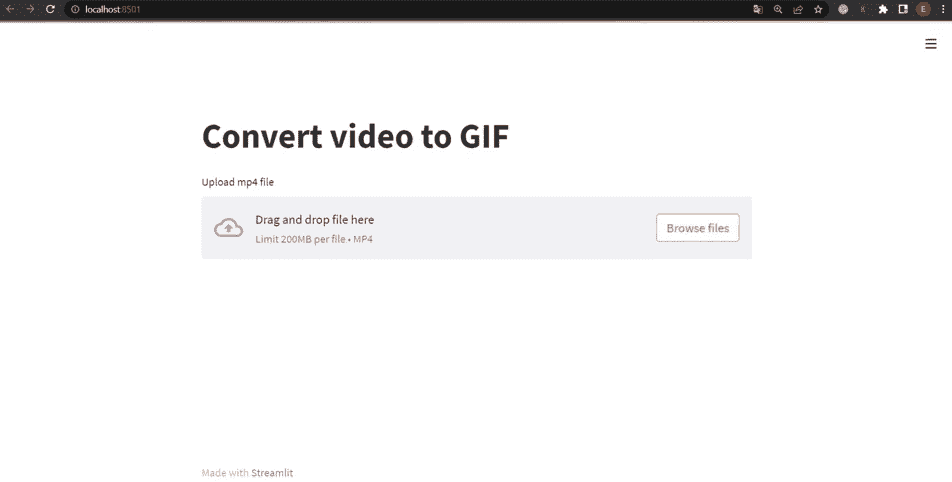 localhost:8501
E
Convert video to GIF
Upload mp4 file
Drag and drop file here
Limit 200MB per file • MP4
Browse files
Made with Streamlit